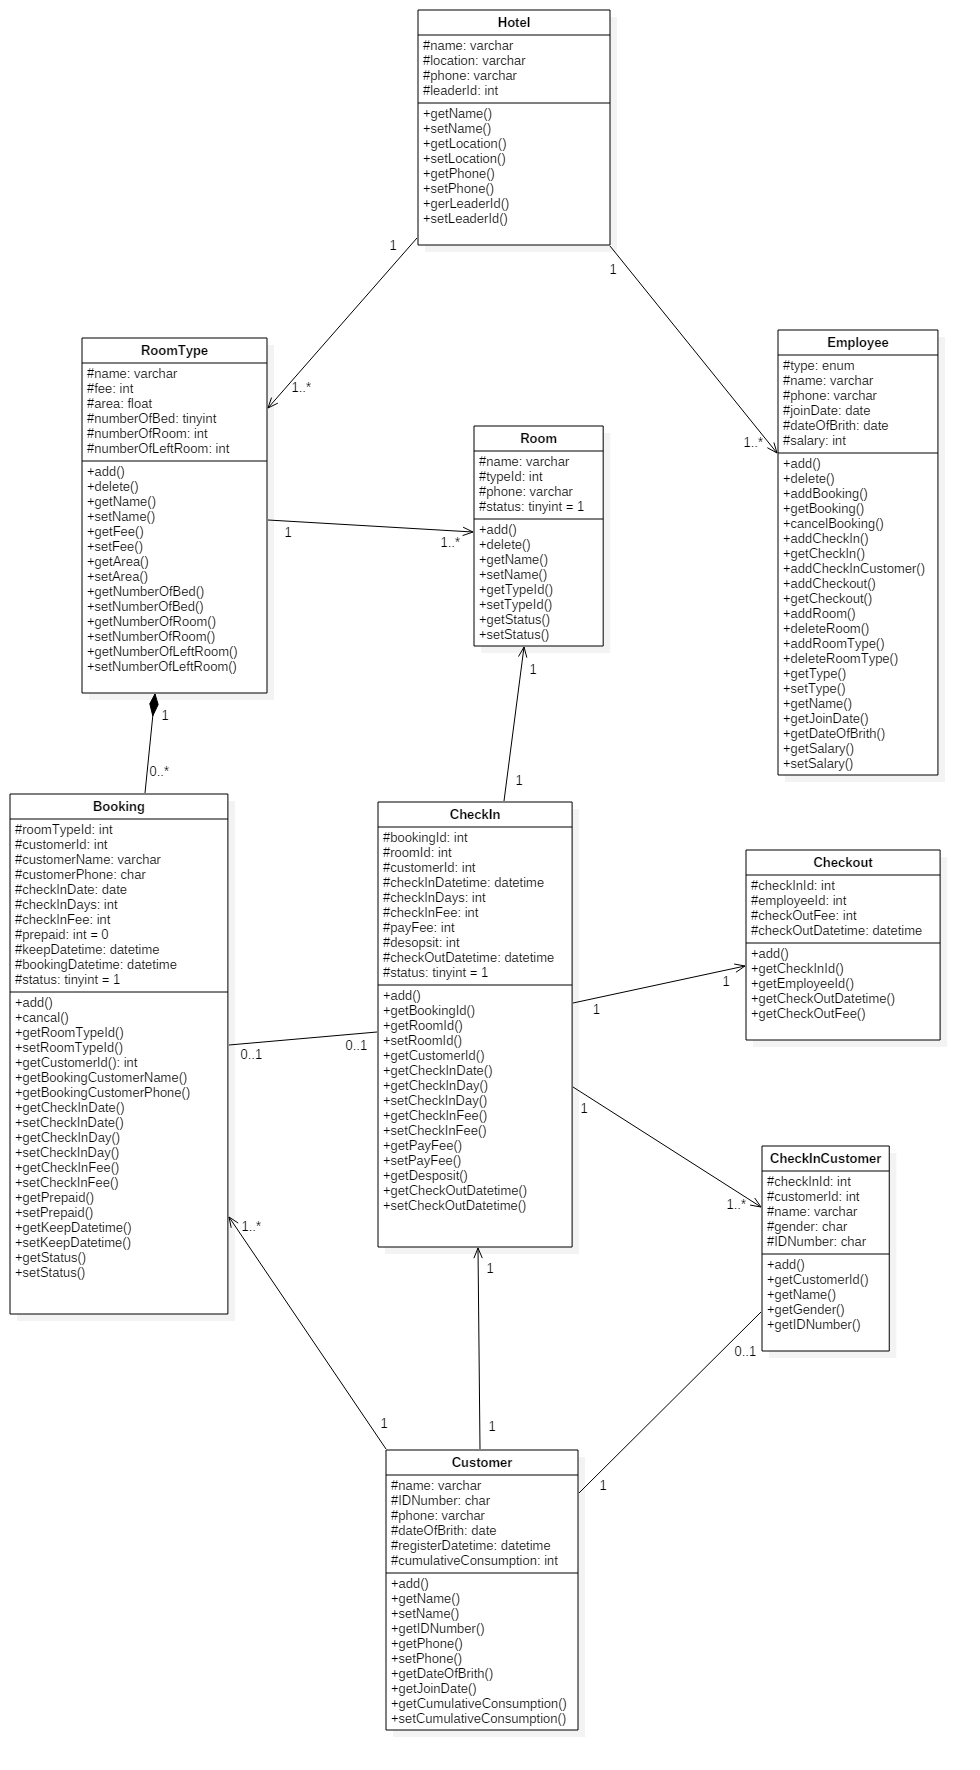 Hotel
#name: varchar
#location: varchar
#phone: varchar
#leaderId: int
+getName()
+setName()
+getLocation()
+setLocation()
+getPhone()
+setPhone()
+gerLeaderId()
+setLeaderId()
1
1
1..*
1..*
RoomType
#name: varchar
#fee: int
#area: float
#numberOfBed: tinyint
#numberOfRoom: int
#numberOfLeftRoom: int
+add()
+delete()
+getName()
+setName()
+getFee()
+setFee()
+getArea()
+setArea()
+getNumberOfBed()
+setNumberOfBed()
+getNumberOfRoom()
+setNumberOfRoom()
+getNumberOfLeftRoom()
+setNumberOfLeftRoom()
1
1..*
Room
#name: varchar
#typeId: int
#phone: varchar
#status: tinyint = 1
+add()
+delete()
+getName()
+setName()
+getTypeId()
+setTypeId()
+getStatus()
+setStatus()
Employee
#type: enum
#name: varchar
#phone: varchar
#joinDate: date
#dateOfBrith: date
#salary: int
+add()
+delete()
+addBooking()
+getBooking()
+cancelBooking()
+addCheckIn()
+getCheckIn()
+addCheckInCustomer()
+addCheckout()
+getCheckout()
+addRoom()
+deleteRoom()
+addRoomType()
+deleteRoomType()
+getType()
+setType()
+getName()
+getJoinDate()
+getDateOfBrith()
+getSalary()
+setSalary()
1
0..*
1
1
Booking
#roomTypeId: int
#customerId: int
#customerName: varchar
#customerPhone: char
#checkInDate: date
#checkInDays: int
#checkInFee: int
#prepaid: int = 0
#keepDatetime: datetime
#bookingDatetime: datetime
#status: tinyint = 1
+add()
+cancal()
+getRoomTypeId()
+setRoomTypeId()
+getCustomerId(): int
+getBookingCustomerName()
+getBookingCustomerPhone()
+getCheckInDate()
+setCheckInDate()
+getCheckInDay()
+setCheckInDay()
+getCheckInFee()
+setCheckInFee()
+getPrepaid()
+setPrepaid()
+getKeepDatetime()
+setKeepDatetime()
+getStatus()
+setStatus()
0..1
0..1
CheckIn
#bookingId: int
#roomId: int
#customerId: int
#checkInDatetime: datetime
#checkInDays: int
#checkInFee: int
#payFee: int
#desopsit: int
#checkOutDatetime: datetime
#status: tinyint = 1
+add()
+getBookingId()
+getRoomId()
+setRoomId()
+getCustomerId()
+getCheckInDate()
+getCheckInDay()
+setCheckInDay()
+getCheckInFee()
+setCheckInFee()
+getPayFee()
+setPayFee()
+getDesposit()
+getCheckOutDatetime()
+setCheckOutDatetime()
1
1
Checkout
#checkInId: int
#employeeId: int
#checkOutFee: int
#checkOutDatetime: datetime
+add()
+getCheckInId()
+getEmployeeId()
+getCheckOutDatetime()
+getCheckOutFee()
1
1..*
CheckInCustomer
#checkInId: int
#customerId: int
#name: varchar
#gender: char
#IDNumber: char
+add()
+getCustomerId()
+getName()
+getGender()
+getIDNumber()
1..*
1
1
1
0..1
1
Customer
#name: varchar
#IDNumber: char
#phone: varchar
#dateOfBrith: date
#registerDatetime: datetime
#cumulativeConsumption: int
+add()
+getName()
+setName()
+getIDNumber()
+getPhone()
+setPhone()
+getDateOfBrith()
+getJoinDate()
+getCumulativeConsumption()
+setCumulativeConsumption()